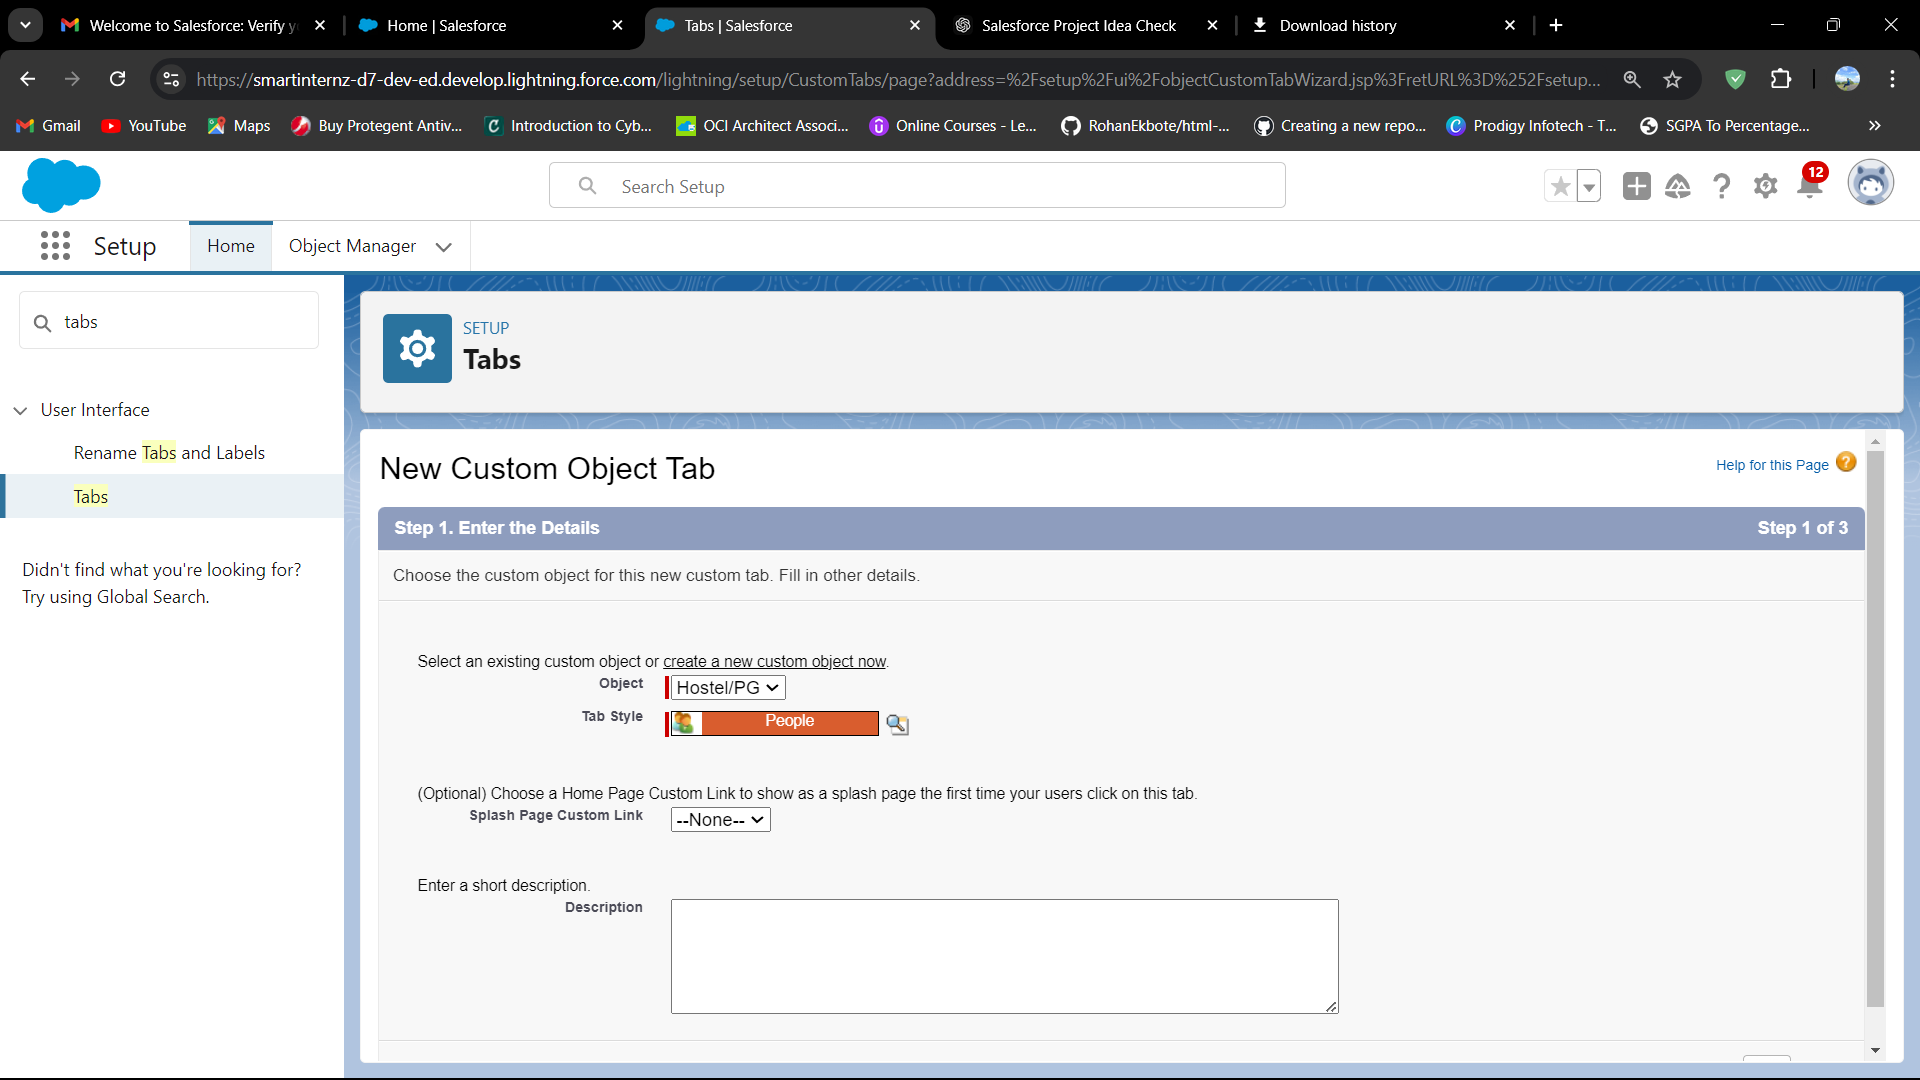 Welcome to Salesforce: Verify y
Home | Salesforce
Tabs | Salesforce
Salesforce Project Idea Check
Download history
https://smartinternz-d7-dev-ed.develop.lightning.force.com/lightning/setup/CustomTabs/page?address=%2Fsetup%2Fui%2FobjectCustomTabWizard.jsp%3FretURL%3D%252Fsetup...
Gmail
YouTube
Maps
Buy Protegent Antiv...
Introduction to Cyb...
OCI Architect Associ...
Online Courses - Le...
RohanEkbote/html-...
Creating a new repo...
Prodigy Infotech - T...
SGPA To Percentage...
Search Setup
12
Setup
Home
Object Manager
tabs
User Interface
Rename Tabs and Labels
Tabs
Didn't find what you're looking for?
Try using Global Search.
SETUP
Tabs
New Custom Object Tab
Help for this Page
Step 1. Enter the Details
Step 1 of 3
Choose the custom object for this new custom tab. Fill in other details.
Select an existing custom object or create a new custom object now.
Object
Hostel/PG
Tab Style
People
(Optional) Choose a Home Page Custom Link to show as a splash page the first time your users click on this tab.
Splash Page Custom Link
--None--
Enter a short description.
Description